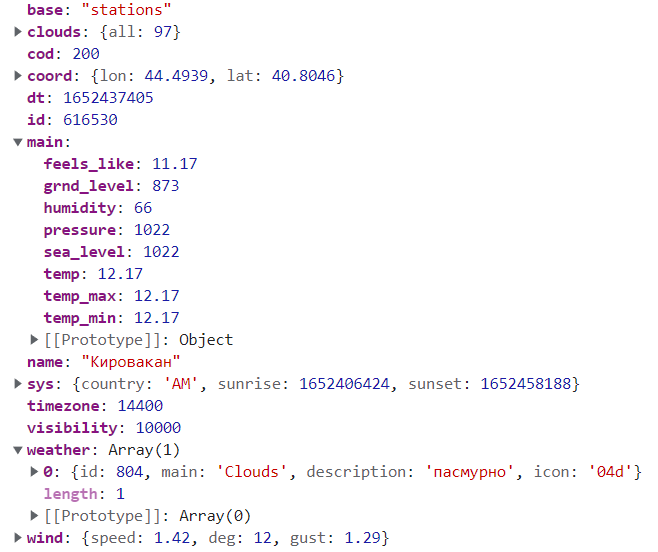 base: "stations"
clouds: {all: 97}
cod: 200
coord: {lon: 44.4939, lat: 40.8046}
dt: 1652437405
id: 616530
main:
feels_like: 11.17
grnd_level: 873
humidity: 66
pressure: 1022
sea_level: 1022
temp: 12.17
temp_max: 12.17
temp_min: 12.17
[[Prototype]]: Object
name: "Кировакан"
sys: {country: 'AM', sunrise: 1652406424, sunset: 1652458188}
timezone: 14400
visibility: 10000
weather: Array(1)
0: {id: 804, main: 'Clouds', description: 'пасмурно', icon: '04d'}
length: 1
[[Prototype]]: Array(0)
wind: {speed: 1.42, deg: 12, gust: 1.29}